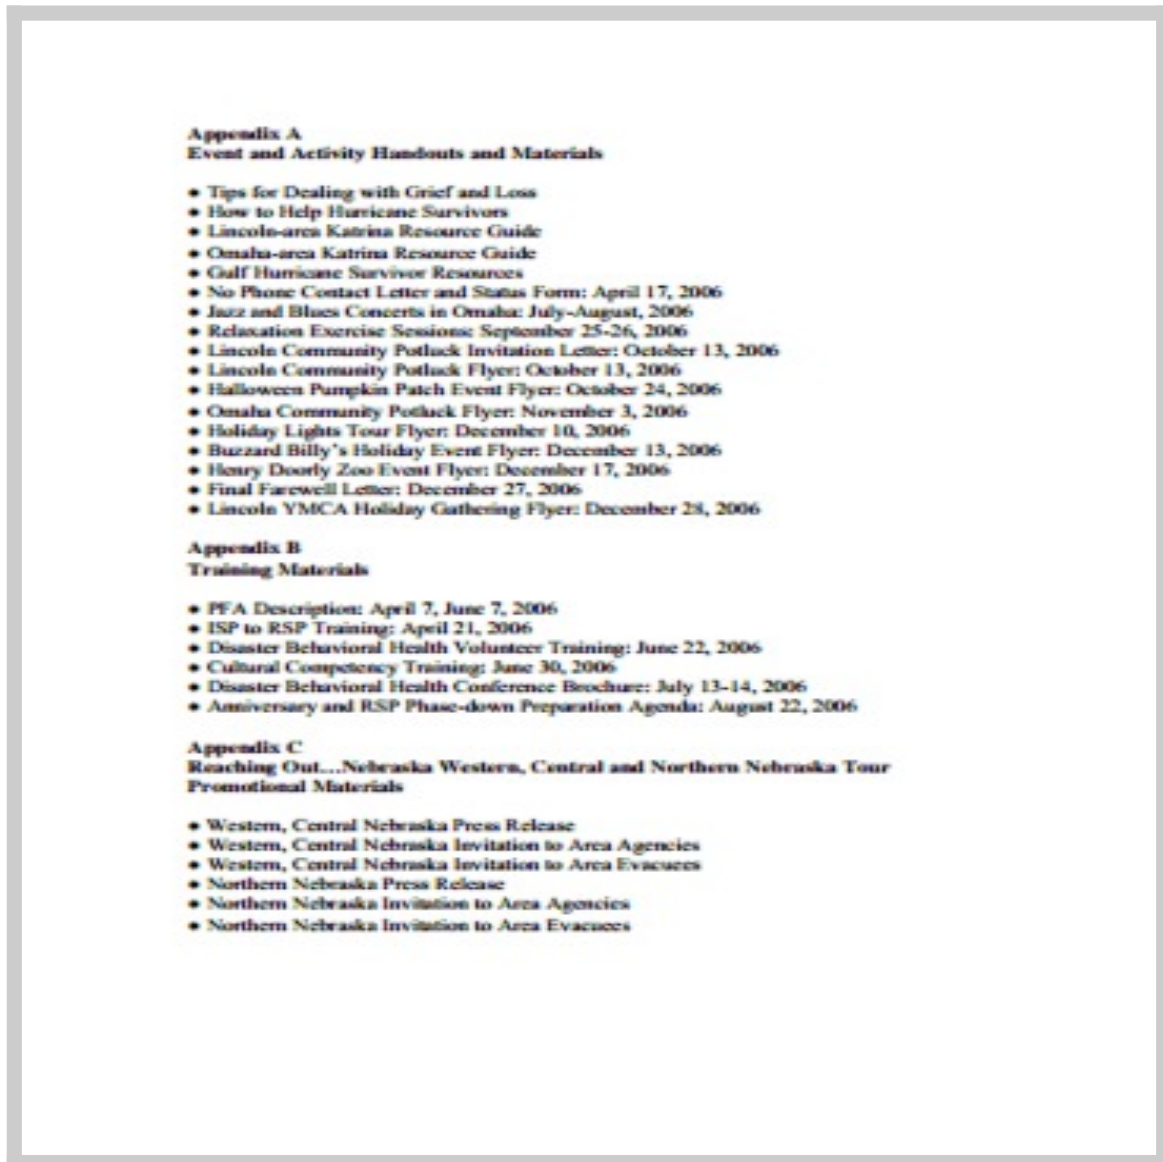 Appendix A
Event and Activity Handouts and Materials
• Tips for Dealing with Grief and Loss
• How to Help Hurricane Survivors
• Lincoln-area Katrina Resource Guide
• Omaha-area Katrina Resource Guide
• Gulf Hurricane Survivor Resources
• No Phone Contact Letter and Status Form: April 17, 2006
• Jazz and Blues Concerts in Omaha: July-August, 2006
• Relaxation Exercise Sessions: September 25-26, 2006
• Lincoln Community Potluck Invitation Letter: October 13, 2006
• Lincoln Community Potluck Flyer: October 13, 2006
• Halloween Pumpkin Patch Event Flyer: October 24, 2006
• Omaha Community Potluck Flyer: November 3, 2006
• Holiday Lights Tour Flyer: December 10, 2006
• Buzzard Billy's Holiday Event Flyer: December 13, 2006
• Henry Doorly Zoo Event Flyer: December 17, 2006
• Final Farewell Letter: December 27, 2006
• Lincoln YMCA Holiday Gathering Flyer: December 28, 2006
Appendix B
Training Materials
• PFA Description: April 7, June 7, 2006
• ISP to RSP Training: April 21, 2006
• Disaster Behavioral Health Volunteer Training: June 22, 2006
• Cultural Competency Training: June 30, 2006
• Disaster Behavioral Health Conference Brochure: July 13-14, 2006
• Anniversary and RSP Phase-down Preparation Agenda: August 22, 2006
Appendix C
Reaching Out...Nebraska Western, Central and Northern Nebraska Tour
Promotional Materials
• Western, Central Nebraska Press Release
• Western, Central Nebraska Invitation to Area Agencies
• Western, Central Nebraska Invitation to Area Evacuees
• Northern Nebraska Press Release
• Northern Nebraska Invitation to Area Agencies
• Northern Nebraska Invitation to Area Evacuees